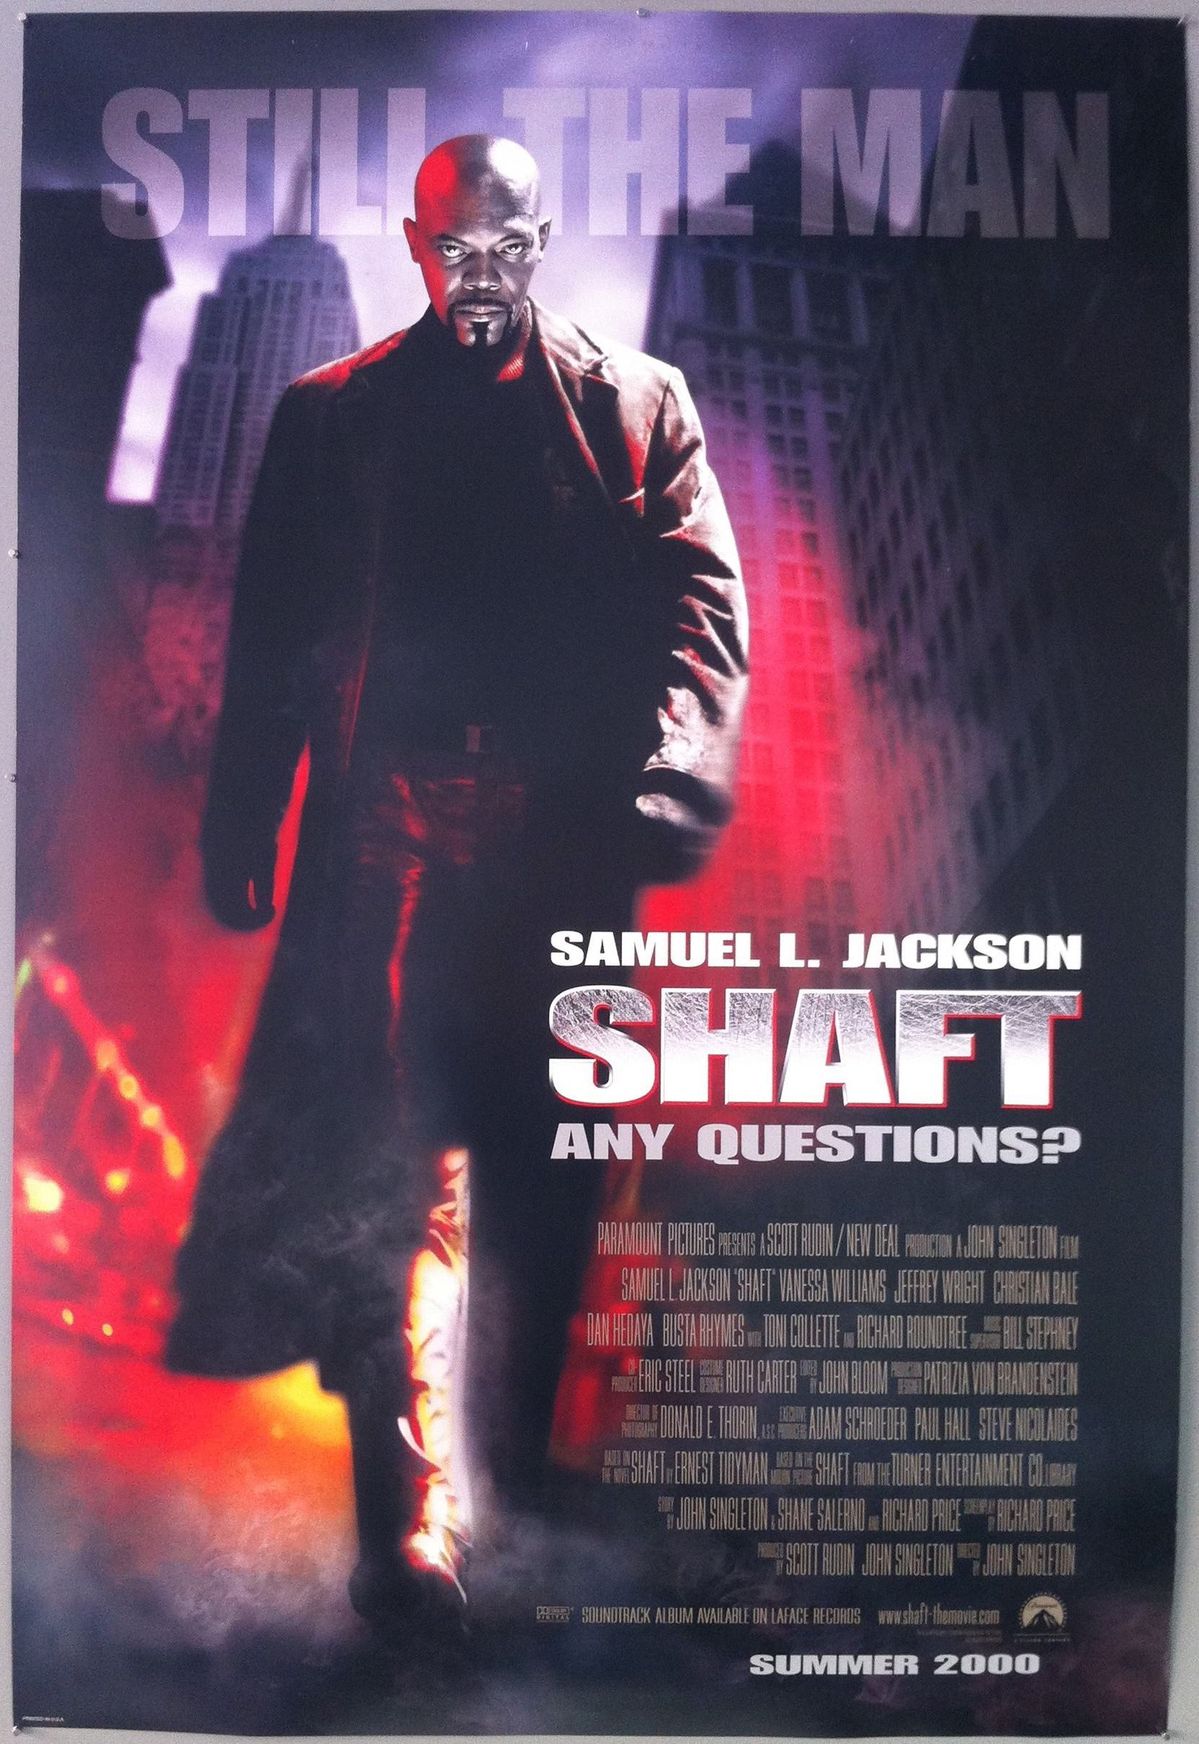 STILL THE MAN
SAMUEL L. JACKSON
SHAFT
ANY QUESTIONS?
PARAMOUNT PICTURES PRESENTS A SCOTT RUDIN / NEW DEAL PRODUCTION A JOHN SINGLETON FILM
SAMUEL L. JACKSON "SHAFT" VANESSA WILLIAMS JEFFREY WRIGHT CHRISTIAN BALE
DAN HEDAYA BUSTA RHYMES WITH TONI COLLETTE AND RICHARD ROUNDTREE MUSIC SUPERVISOR BILL STEPHNEY
CO-PRODUCER ERIC STEEL COSTUME DESIGNER RUTH CARTER EDITED BY JOHN BLOOM PRODUCTION DESIGNER PATRIZIA VON BRANDENSTEIN
DIRECTOR OF PHOTOGRAPHY DONALD E. THORIN, A.S.C. EXECUTIVE PRODUCERS ADAM SCHROEDER PAUL HALL STEVE NICOLAIDES
BASED ON THE NOVEL SHAFT BY ERNEST TIDYMAN BASED ON THE MOTION PICTURE SHAFT FROM THE TURNER ENTERTAINMENT CO. LIBRARY
STORY BY JOHN SINGLETON & SHANE SALERNO AND RICHARD PRICE SCREENPLAY BY RICHARD PRICE
PRODUCED BY SCOTT RUDIN JOHN SINGLETON DIRECTED BY JOHN SINGLETON
DOLBY DIGITAL SOUNDTRACK ALBUM AVAILABLE ON LAFACE RECORDS www.shaft-themovie.com Paramount
SUMMER 2000
PRINTED IN U.S.A.